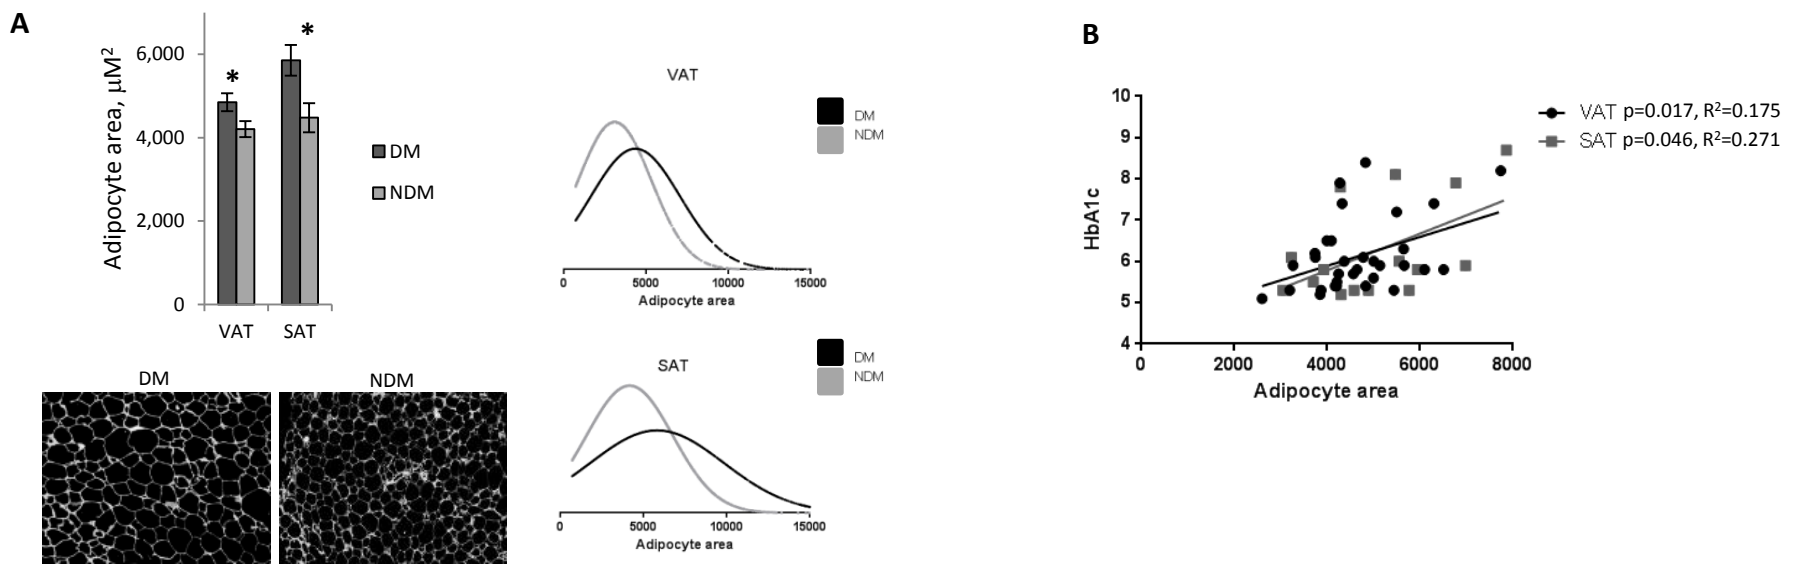 A
Adipocyte area, µM²
6,000
4,000
2,000
0
*
*
VAT
SAT
DM
NDM
DM
NDM
VAT
DM
NDM
0
5000
10000
15000
Adipocyte area
SAT
DM
NDM
0
5000
10000
15000
Adipocyte area
B
HbA1c
10
9
8
7
6
5
4
0
2000
4000
6000
8000
Adipocyte area
VAT p=0.017, R²=0.175
SAT p=0.046, R²=0.271